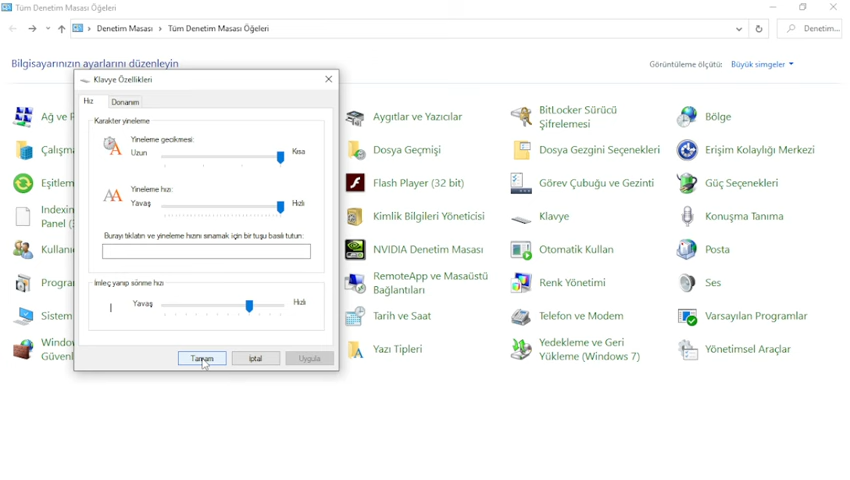 Tüm Denetim Masası Öğeleri
Denetim Masası > Tüm Denetim Masası Öğeleri
Denetim...
Bilgisayarınızın ayarlarını düzenleyin
Görüntüleme ölçütü: Büyük simgeler
Klavye Özellikleri
Hız
Donanım
Karakter yineleme
Yineleme gecikmesi:
Uzun
Kısa
Yineleme hızı:
Yavaş
Hızlı
Burayı tıklatın ve yineleme hızını sınamak için bir tuşu basılı tutun:
İmleç yanıp sönme hızı
Yavaş
Hızlı
Tamam
İptal
Uygula
Ağ ve P
Aygıtlar ve Yazıcılar
BitLocker Sürücü
Şifrelemesi
Bölge
Çalışma
Dosya Geçmişi
Dosya Gezgini Seçenekleri
Erişim Kolaylığı Merkezi
Eşitlem
Flash Player (32 bit)
Görev Çubuğu ve Gezinti
Güç Seçenekleri
Indexin
Panel (
Kimlik Bilgileri Yöneticisi
Klavye
Konuşma Tanıma
Kullanıc
NVIDIA Denetim Masası
Otomatik Kullan
Posta
Progra
RemoteApp ve Masaüstü
Bağlantıları
Renk Yönetimi
Ses
Sistem
Tarih ve Saat
Telefon ve Modem
Varsayılan Programlar
Windov
Güvenl
Yazı Tipleri
Yedekleme ve Geri
Yükleme (Windows 7)
Yönetimsel Araçlar